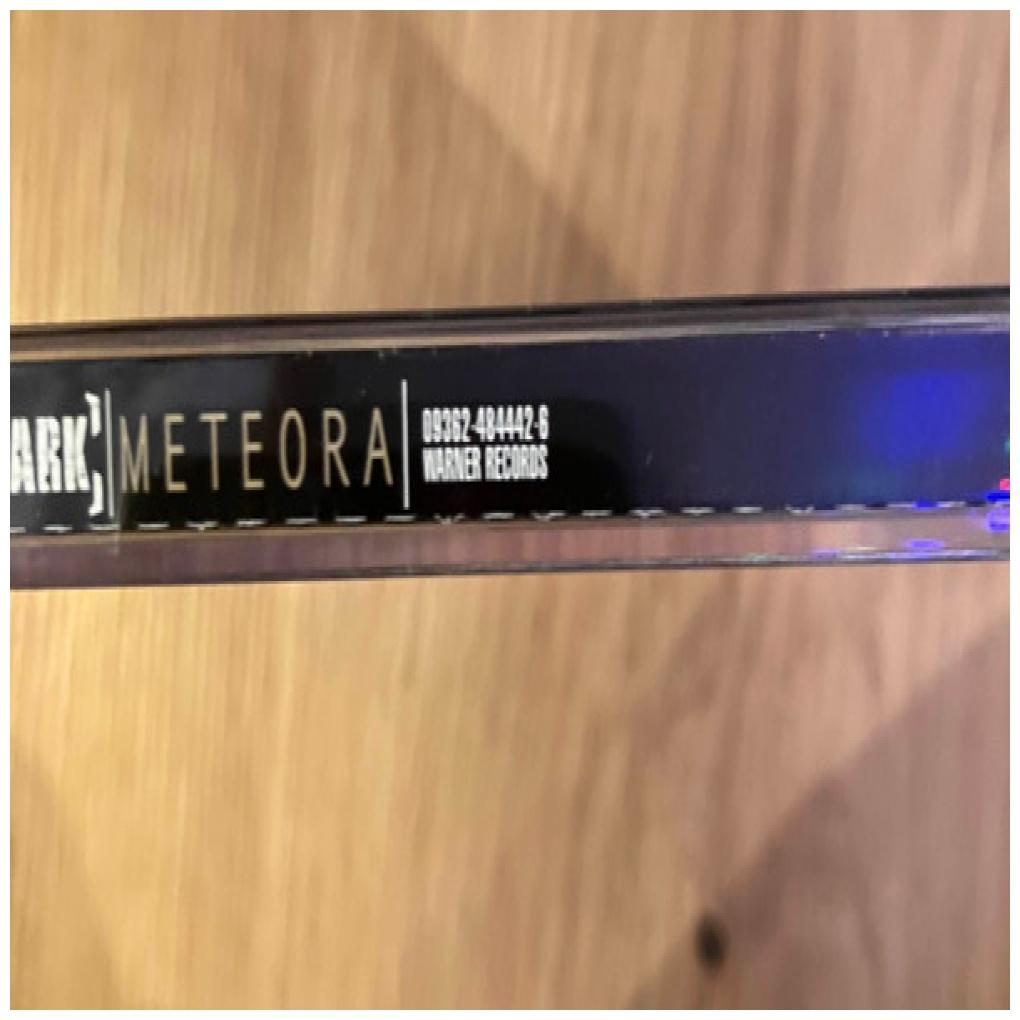 ARK] METEORA 09362-484442-6
WARNER RECORDS